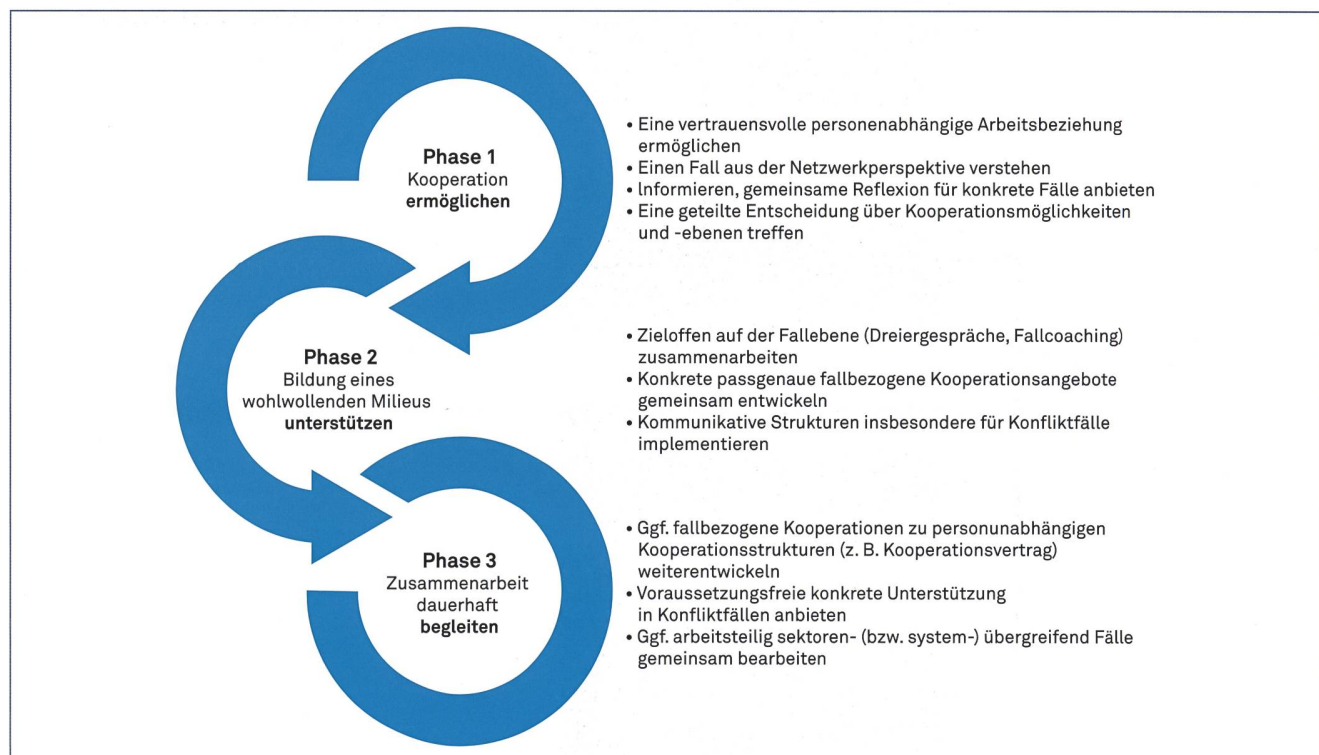 Phase 1
Kooperation
ermöglichen
• Eine vertrauensvolle personenabhängige Arbeitsbeziehung
ermöglichen
• Einen Fall aus der Netzwerkperspektive verstehen
• Informieren, gemeinsame Reflexion für konkrete Fälle anbieten
• Eine geteilte Entscheidung über Kooperationsmöglichkeiten
und -ebenen treffen
Phase 2
Bildung eines
wohlwollenden Milieus
unterstützen
• Zieloffen auf der Fallebene (Dreiergespräche, Fallcoaching)
zusammenarbeiten
• Konkrete passgenaue fallbezogene Kooperationsangebote
gemeinsam entwickeln
• Kommunikative Strukturen insbesondere für Konfliktfälle
implementieren
Phase 3
Zusammenarbeit
dauerhaft
begleiten
• Ggf. fallbezogene Kooperationen zu personunabhängigen
Kooperationsstrukturen (z. B. Kooperationsvertrag)
weiterentwickeln
• Voraussetzungsfreie konkrete Unterstützung
in Konfliktfällen anbieten
• Ggf. arbeitsteilig sektoren- (bzw. system-) übergreifend Fälle
gemeinsam bearbeiten